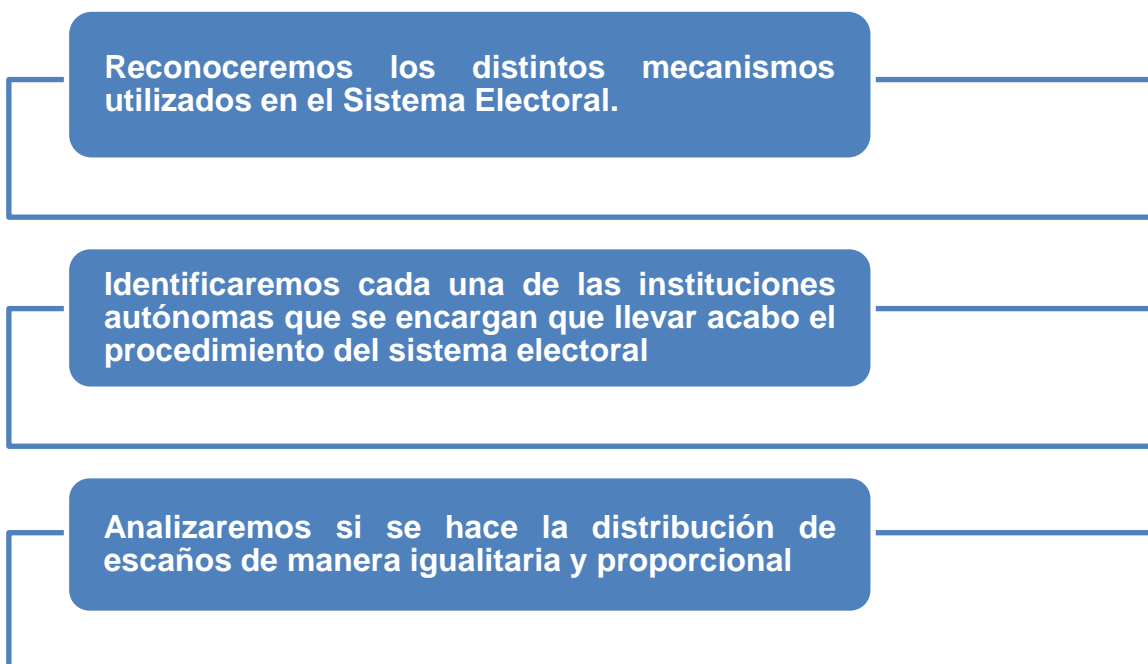 Reconoceremos los distintos mecanismos
utilizados en el Sistema Electoral.
Identificaremos cada una de las instituciones
autónomas que se encargan que llevar acabo el
procedimiento del sistema electoral
Analizaremos si se hace la distribución de
escaños de manera igualitaria y proporcional